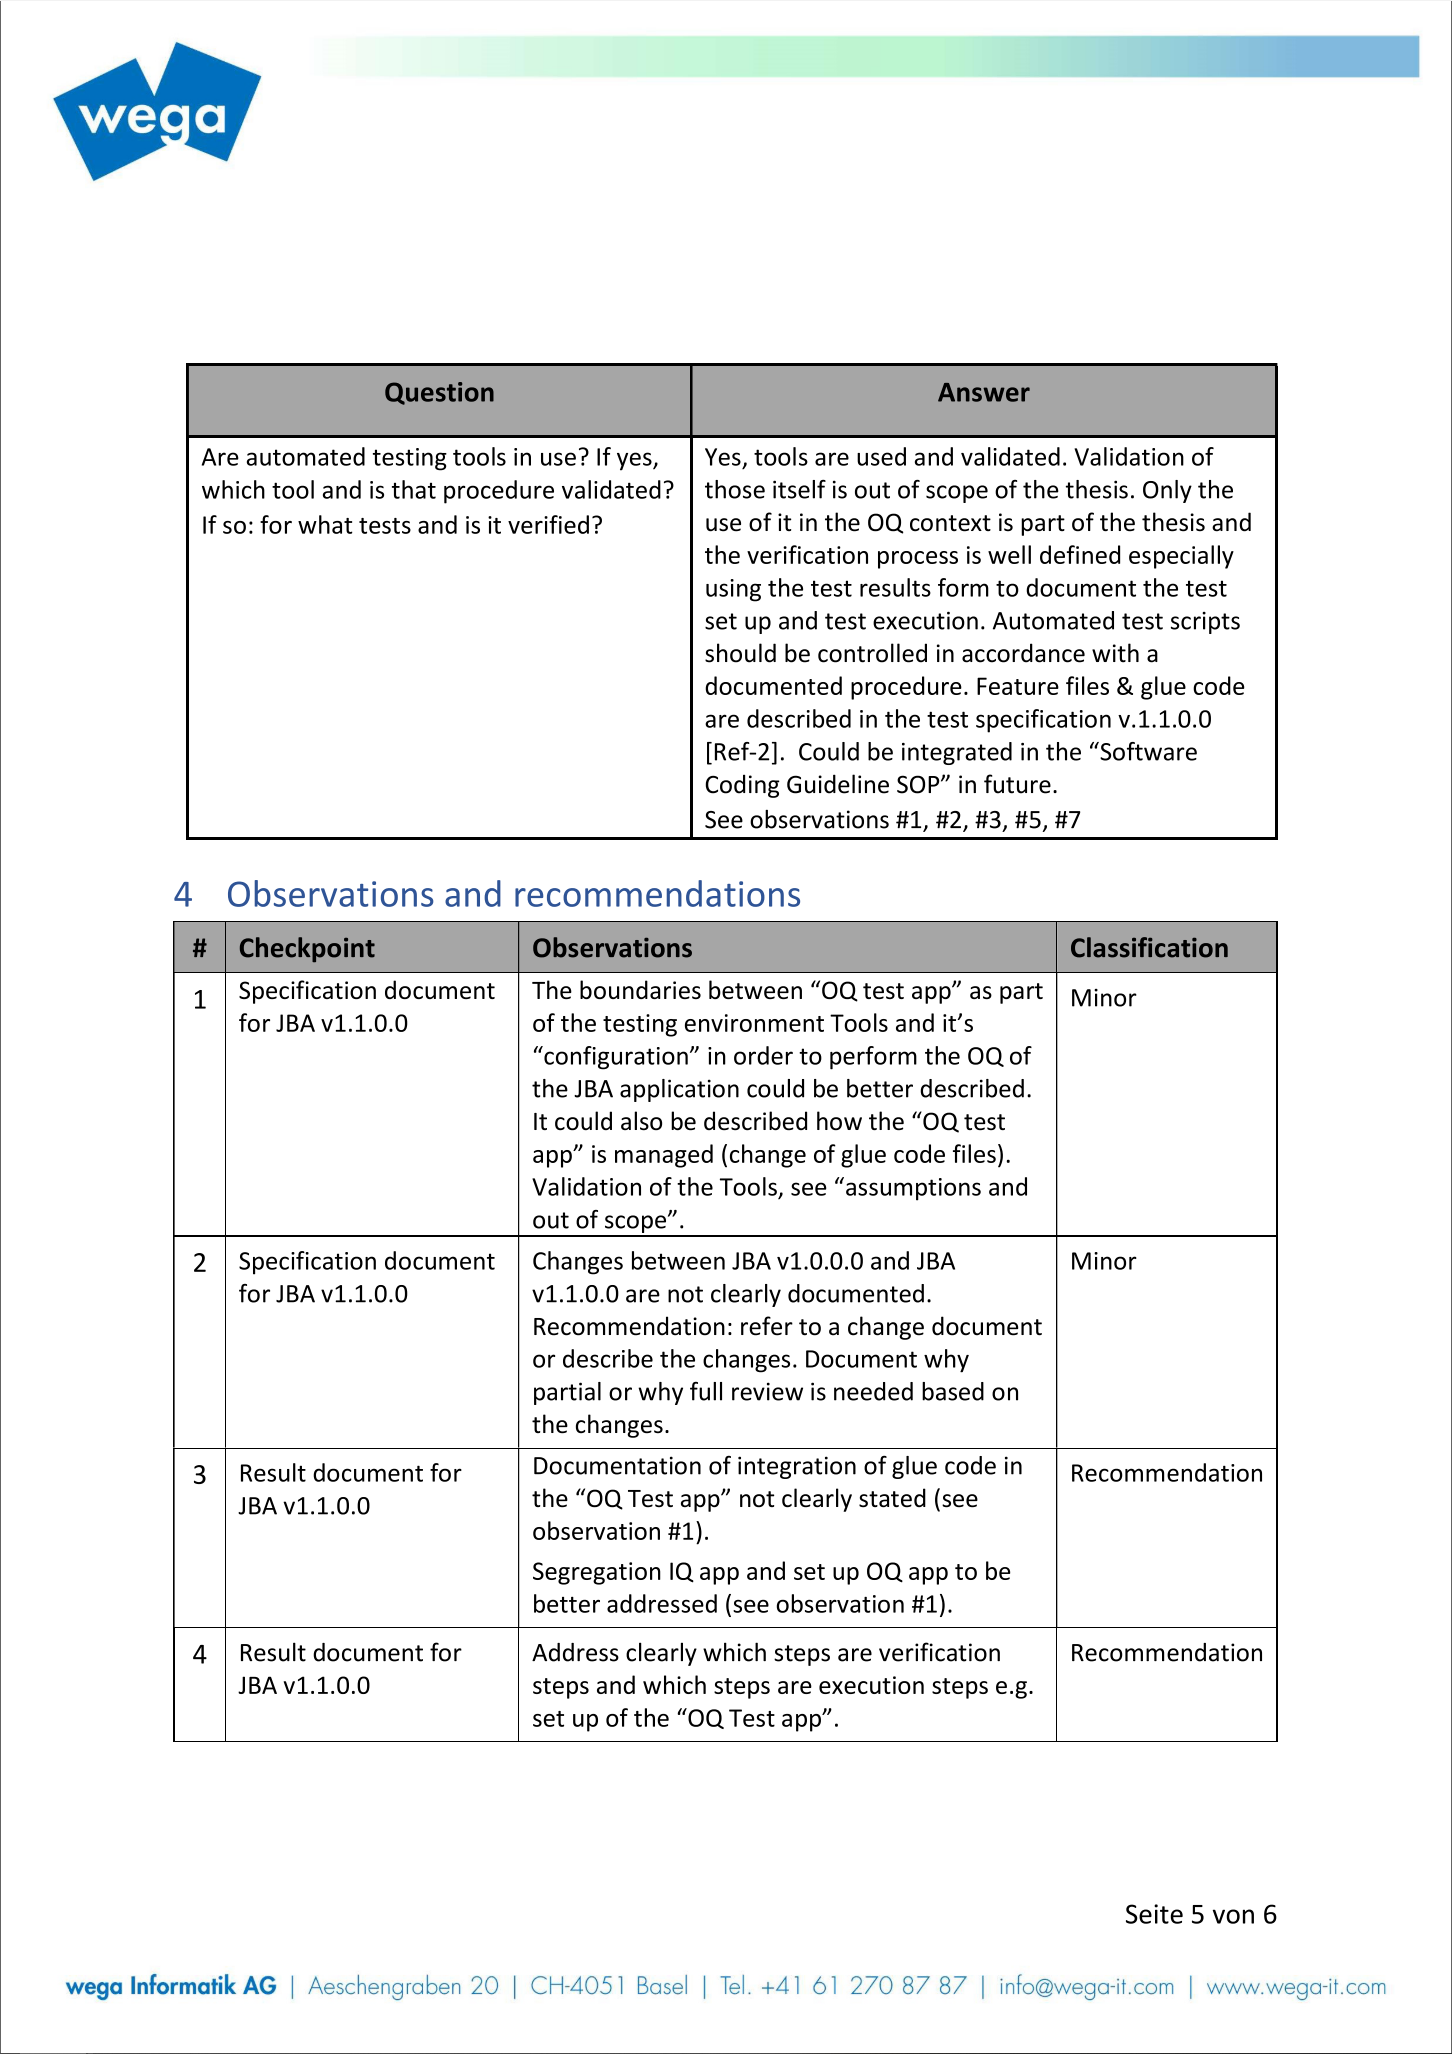 wega
Question
Answer
Are automated testing tools in use? If yes,
which tool and is that procedure validated?
If so: for what tests and is it verified?
Yes, tools are used and validated. Validation of
those itself is out of scope of the thesis. Only the
use of it in the OQ context is part of the thesis and
the verification process is well defined especially
using the test results form to document the test
set up and test execution. Automated test scripts
should be controlled in accordance with a
documented procedure. Feature files & glue code
are described in the test specification v.1.1.0.0
[Ref-2].  Could be integrated in the “Software
Coding Guideline SOP” in future.
See observations #1, #2, #3, #5, #7
4 Observations and recommendations
# Checkpoint Observations Classification
1
Specification document
for JBA v1.1.0.0
The boundaries between “OQ test app” as part
of the testing environment Tools and it’s
“configuration” in order to perform the OQ of
the JBA application could be better described.
It could also be described how the “OQ test
app” is managed (change of glue code files).
Validation of the Tools, see “assumptions and
out of scope”.
Minor
2
Specification document
for JBA v1.1.0.0
Changes between JBA v1.0.0.0 and JBA
v1.1.0.0 are not clearly documented.
Recommendation: refer to a change document
or describe the changes. Document why
partial or why full review is needed based on
the changes.
Minor
3
Result document for
JBA v1.1.0.0
Documentation of integration of glue code in
the “OQ Test app” not clearly stated (see
observation #1).
Segregation IQ app and set up OQ app to be
better addressed (see observation #1).
Recommendation
4
Result document for
JBA v1.1.0.0
Address clearly which steps are verification
steps and which steps are execution steps e.g.
set up of the “OQ Test app”.
Recommendation
Seite 5 von 6
wega Informatik AG | Aeschengraben 20 | CH-4051 Basel | Tel. +41 61 270 87 87 | info@wega-it.com | www.wega-it.com